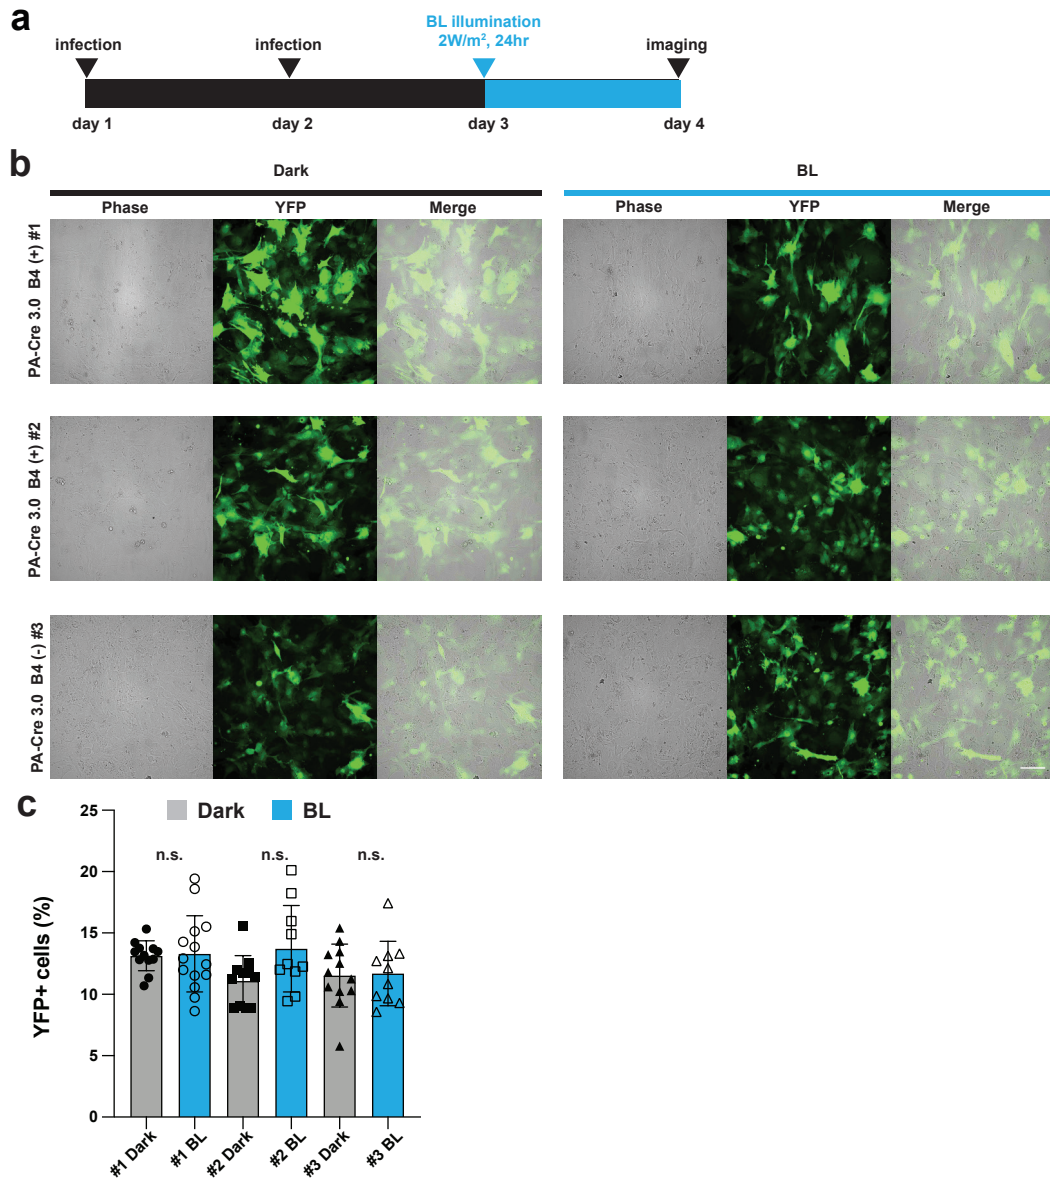 a
BL illumination
2W/m², 24hr
infection
infection
imaging
day 1
day 2
day 3
day 4
b
Dark
BL
Phase
YFP
Merge
Phase
YFP
Merge
PA-Cre 3.0 B4 (+) #1
PA-Cre 3.0 B4 (+) #2
PA-Cre 3.0 B4 (-) #3
c
Dark
BL
n.s.
n.s.
n.s.
YFP+ cells (%)
25
20
15
10
5
0
#1 Dark
#1 BL
#2 Dark
#2 BL
#3 Dark
#3 BL